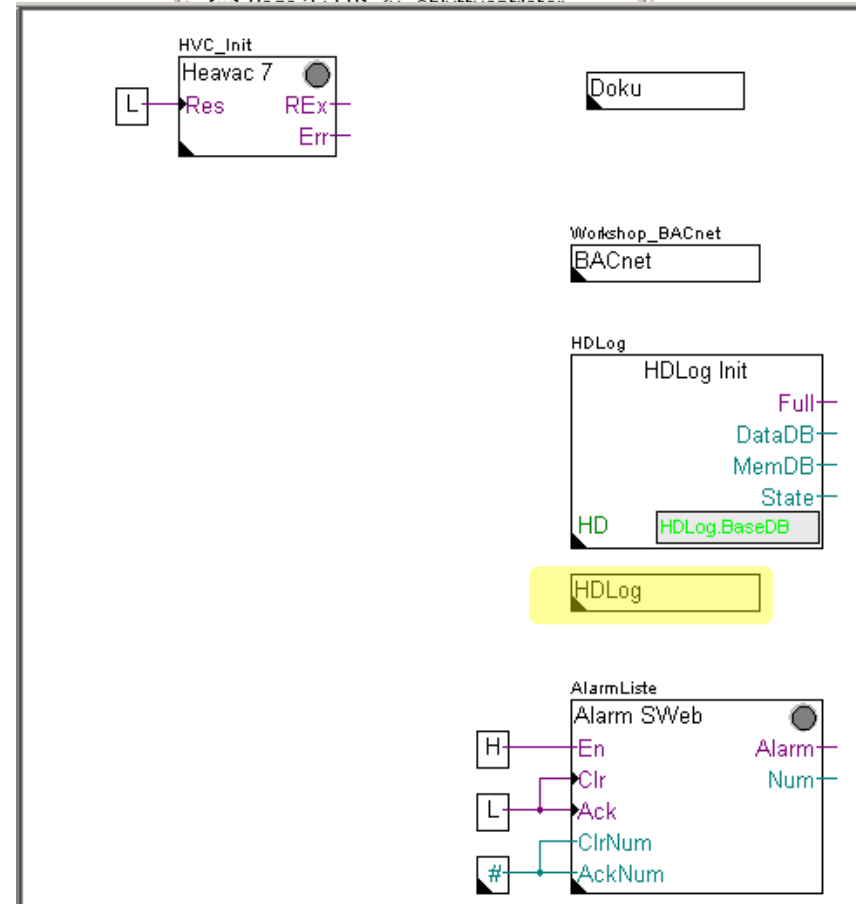 HVC_Init
Heavac 7
L Res REx
Err
Doku
Workshop_BACnet
BACnet
HDLog
HDLog Init
Full
DataDB
MemDB
State
HD HDLog.BaseDB
HDLog
AlarmListe
Alarm SWeb
H En Alarm
Clr Num
L Ack
ClrNum
# AckNum